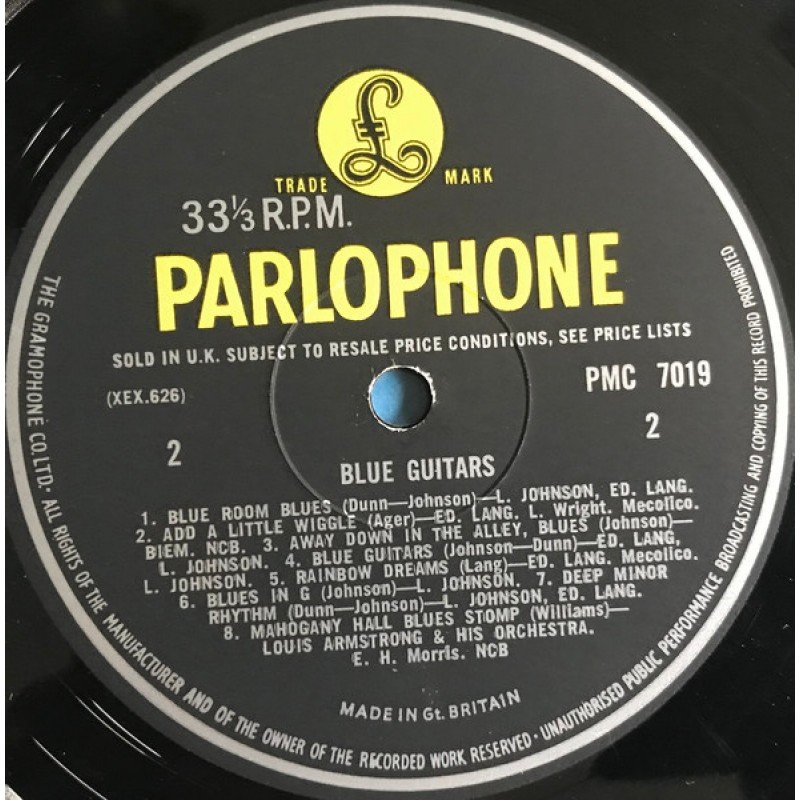 £
TRADE MARK
33⅓ R.P.M.
PARLOPHONE
SOLD IN U.K. SUBJECT TO RESALE PRICE CONDITIONS, SEE PRICE LISTS
(XEX.626)
PMC 7019
2
2
BLUE GUITARS
1. BLUE ROOM BLUES (Dunn—Johnson)—L. JOHNSON, ED. LANG.
2. ADD A LITTLE WIGGLE (Ager)—ED. LANG. L. Wright. Mecolico.
BIEM. NCB. 3. AWAY DOWN IN THE ALLEY, BLUES (Johnson)—
L. JOHNSON. 4. BLUE GUITARS (Johnson—Dunn)—ED. LANG,
L. JOHNSON. 5. RAINBOW DREAMS (Lang)—ED. LANG. Mecolico.
6. BLUES IN G (Johnson)—L. JOHNSON. 7. DEEP MINOR
RHYTHM (Dunn—Johnson)—L. JOHNSON, ED. LANG.
8. MAHOGANY HALL BLUES STOMP (Williams)—
LOUIS ARMSTRONG & HIS ORCHESTRA.
E. H. Morris. NCB
MADE IN Gt. BRITAIN
THE GRAMOPHONE CO. LTD. · ALL RIGHTS OF THE MANUFACTURER AND OF THE OWNER OF THE RECORDED WORK RESERVED · UNAUTHORISED PUBLIC PERFORMANCE BROADCASTING AND COPYING OF THIS RECORD PROHIBITED